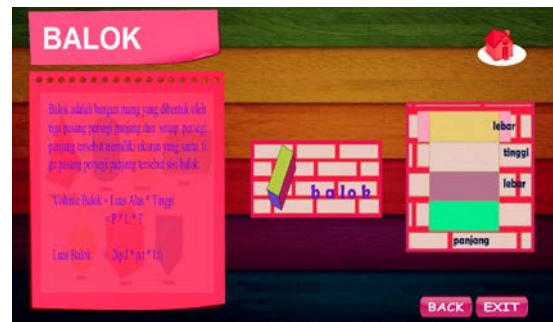 BALOK
Balok adalah bangun ruang yang dibentuk oleh
tiga pasang persegi panjang dan setiap persegi
panjang tersebut memiliki ukuran yang sama. ti
ga pasang persegi panjang tersebut sisi balok.
Volume Balok = Luas Alas * Tinggi
= P * L * T
Luas Balok =
balok
lebar
tinggi
lebar
panjang
BACK
EXIT